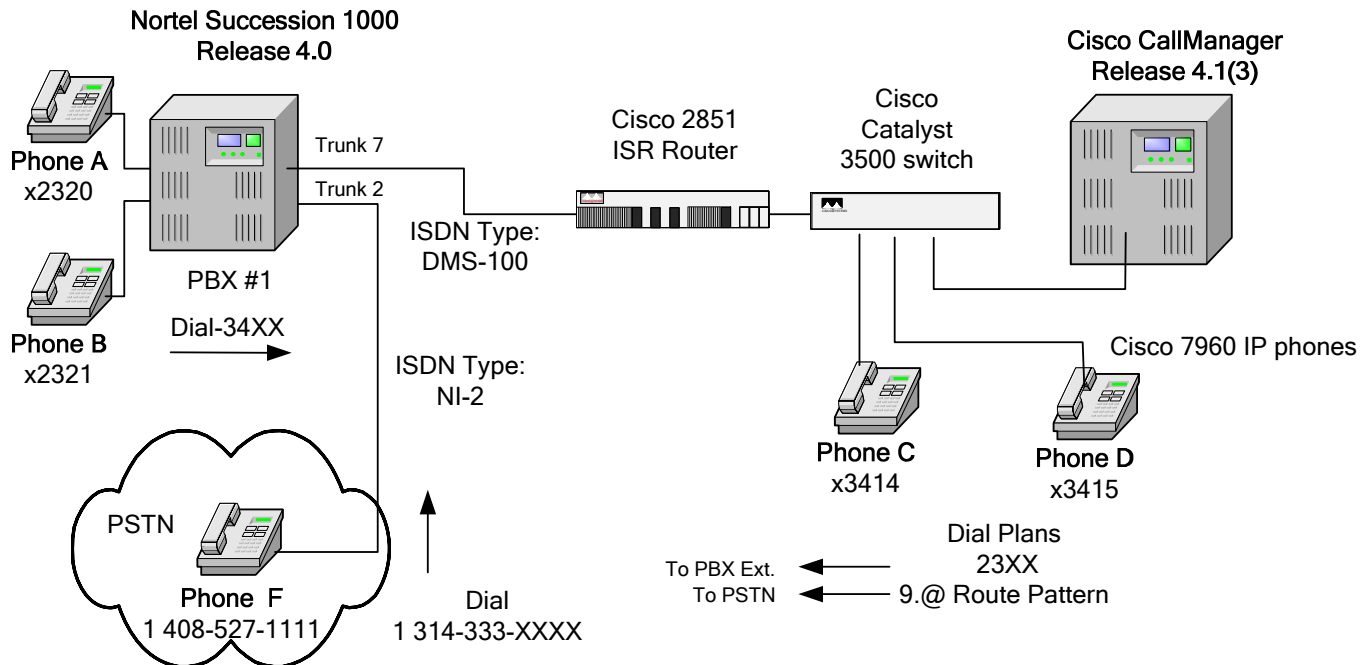 Nortel Succession 1000
Release 4.0
Cisco CallManager
Release 4.1(3)
Cisco
Catalyst
3500 switch
Cisco 2851
ISR Router
Phone A
x2320
Trunk 7
Trunk 2
ISDN Type:
DMS-100
PBX #1
Dial-34XX
Phone B
x2321
ISDN Type:
NI-2
Cisco 7960 IP phones
Phone C
x3414
Phone D
x3415
PSTN
Phone F
1 408-527-1111
Dial
1 314-333-XXXX
Dial Plans
To PBX Ext.
23XX
To PSTN
9.@ Route Pattern